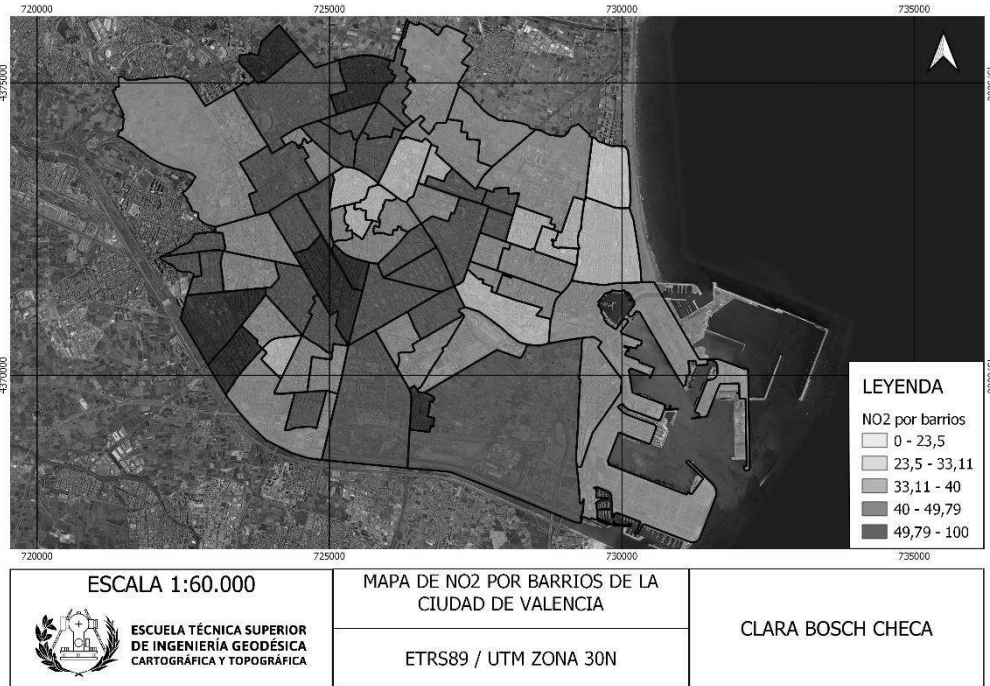 720000 725000 730000 735000
4375000 4375000
4370000 4370000
LEYENDA
NO2 por barrios
0 - 23,5
23,5 - 33,11
33,11 - 40
40 - 49,79
49,79 - 100
720000 725000 730000 735000
ESCALA 1:60.000
ESCUELA TÉCNICA SUPERIOR
DE INGENIERÍA GEODÉSICA
CARTOGRÁFICA Y TOPOGRÁFICA
MAPA DE NO2 POR BARRIOS DE LA
CIUDAD DE VALENCIA
ETRS89 / UTM ZONA 30N
CLARA BOSCH CHECA